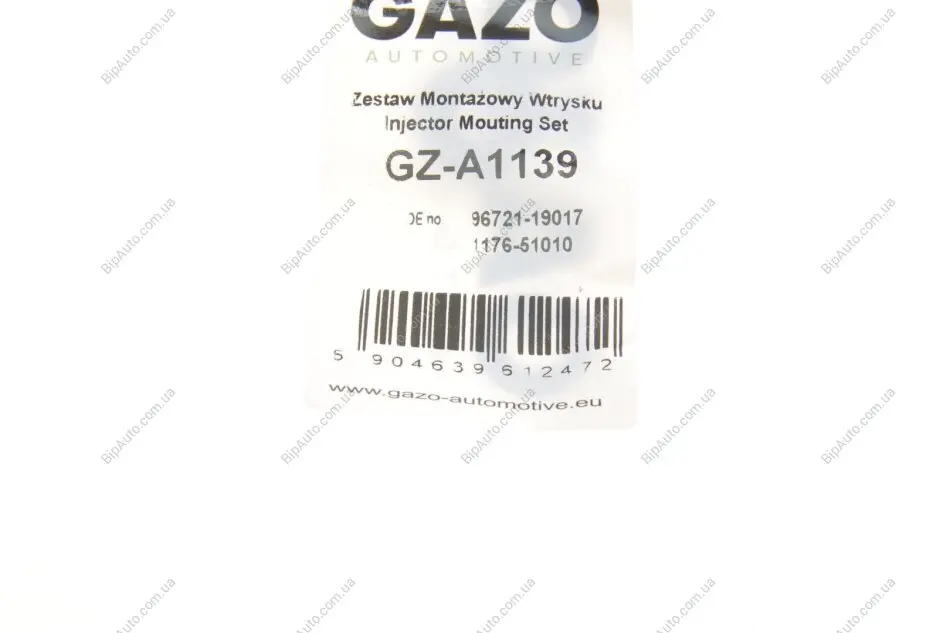 GAZO
AUTOMOTIVE
Zestaw Montażowy Wtrysku
Injector Mouting Set
GZ-A1139
OE no. 96721-19017
1176-51010
5 904639 612472
www.gazo-automotive.eu
BipAuto.com.ua